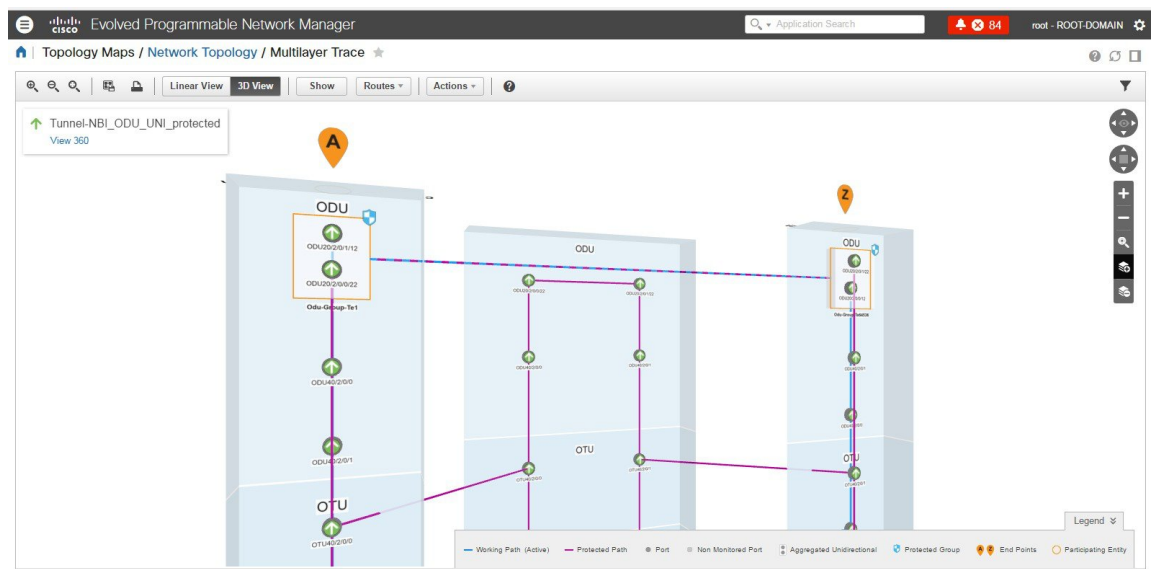 cisco Evolved Programmable Network Manager
Application Search
84
root - ROOT-DOMAIN
Topology Maps / Network Topology / Multilayer Trace
Linear View 3D View Show Routes Actions
Tunnel-NBI_ODU_UNI_protected
View 360
A
ODU
ODU20/2/0/1/12
ODU20/2/0/0/22
Odu-Group-Te1
ODU40/2/0/0
ODU40/2/0/1
OTU
OTU40/2/0/0
ODU
OTU
Z
ODU
OTU
Legend
Working Path (Active) Protected Path Port Non Monitored Port Aggregated Unidirectional Protected Group A Z End Points Participating Entity